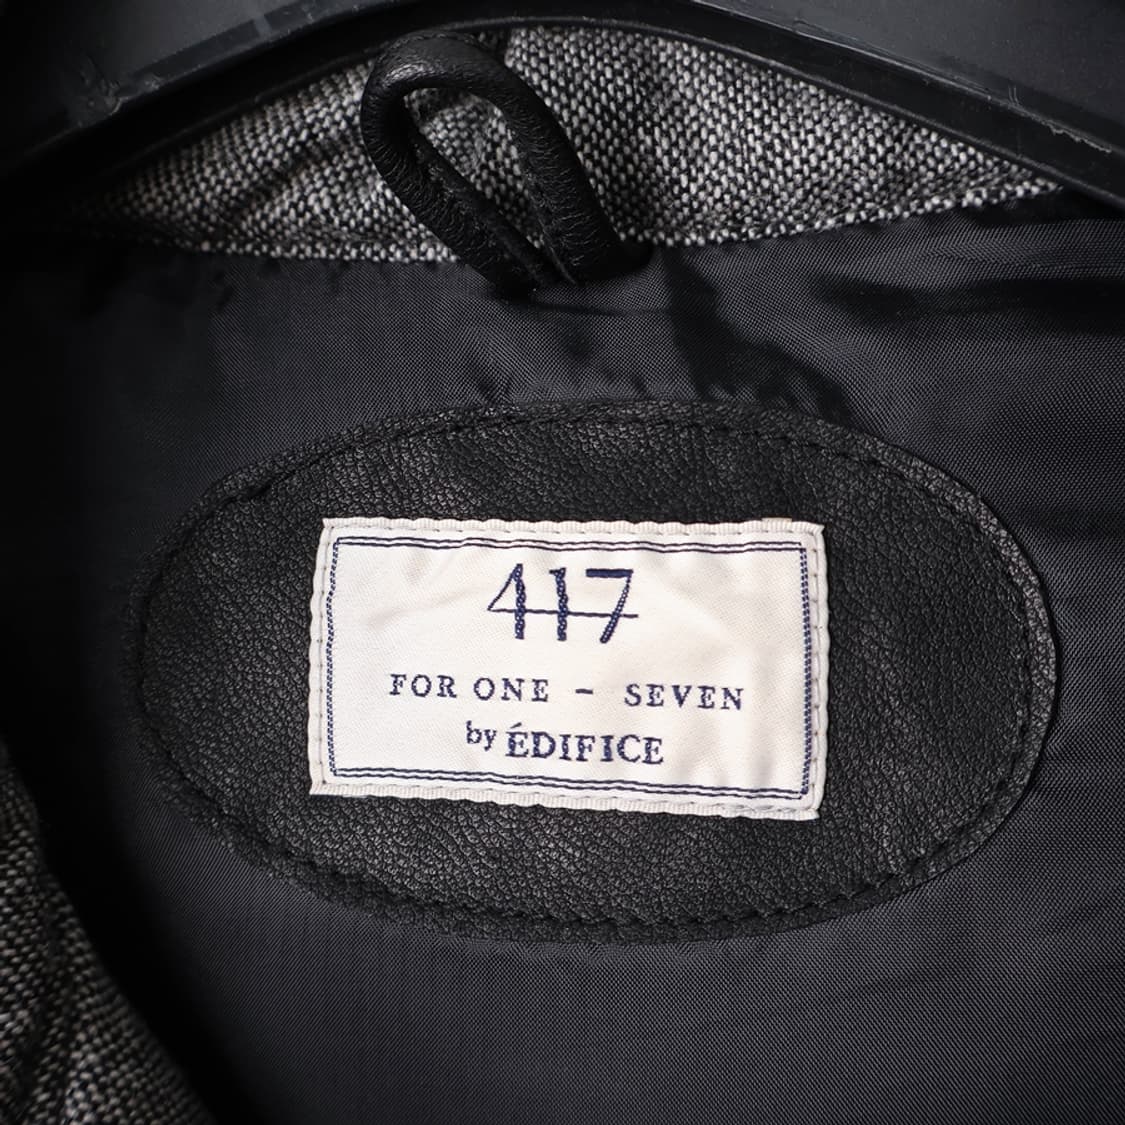 417
FOR ONE - SEVEN
by ÉDIFICE